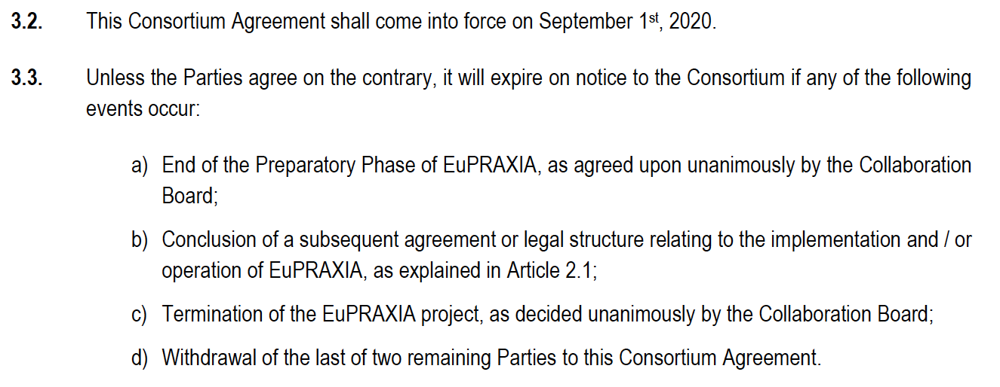 3.2. This Consortium Agreement shall come into force on September 1st, 2020.
3.3. Unless the Parties agree on the contrary, it will expire on notice to the Consortium if any of the following
events occur:
a) End of the Preparatory Phase of EuPRAXIA, as agreed upon unanimously by the Collaboration
Board;
b) Conclusion of a subsequent agreement or legal structure relating to the implementation and / or
operation of EuPRAXIA, as explained in Article 2.1;
c) Termination of the EuPRAXIA project, as decided unanimously by the Collaboration Board;
d) Withdrawal of the last of two remaining Parties to this Consortium Agreement.